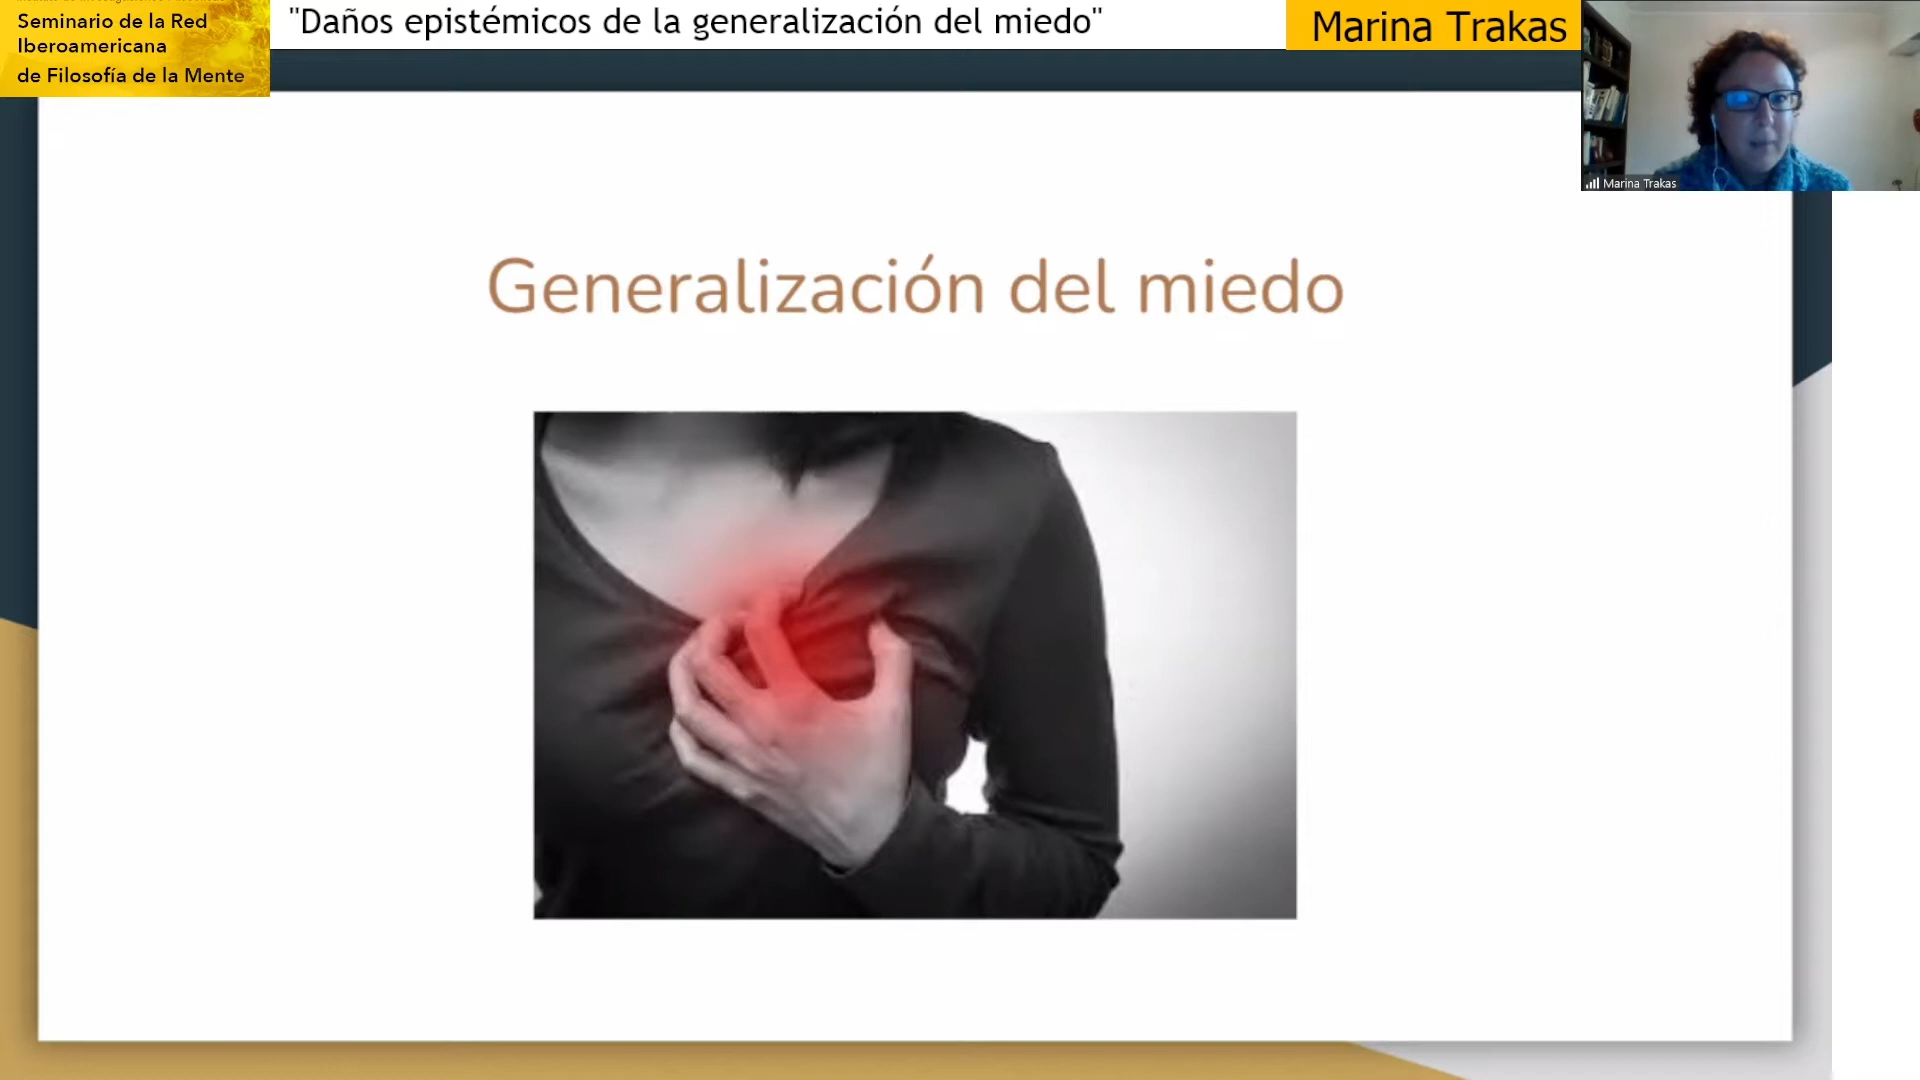 Seminario de la Red
Iberoamericana
de Filosofía de la Mente
"Daños epistémicos de la generalización del miedo"
Marina Trakas
Marina Trakas
Generalización del miedo